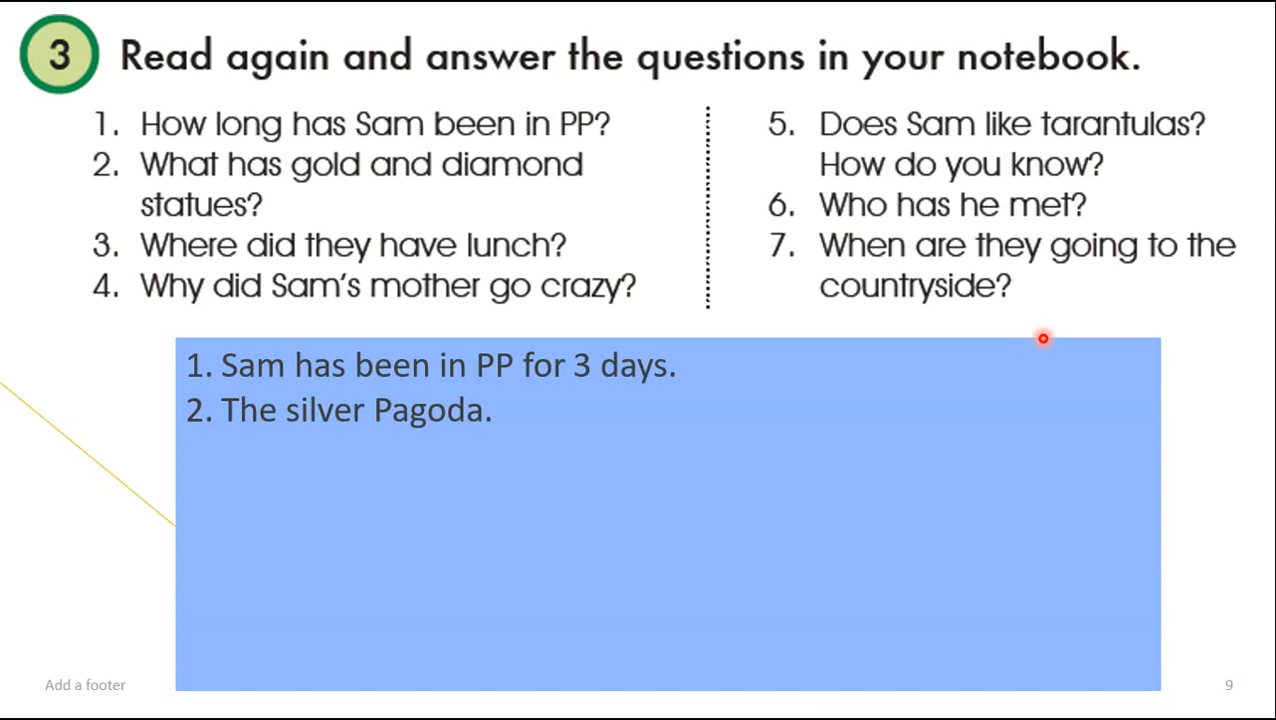 3 Read again and answer the questions in your notebook.
1. How long has Sam been in PP?
2. What has gold and diamond
statues?
3. Where did they have lunch?
4. Why did Sam's mother go crazy?
5. Does Sam like tarantulas?
How do you know?
6. Who has he met?
7. When are they going to the
countryside?
1. Sam has been in PP for 3 days.
2. The silver Pagoda.
Add a footer
9